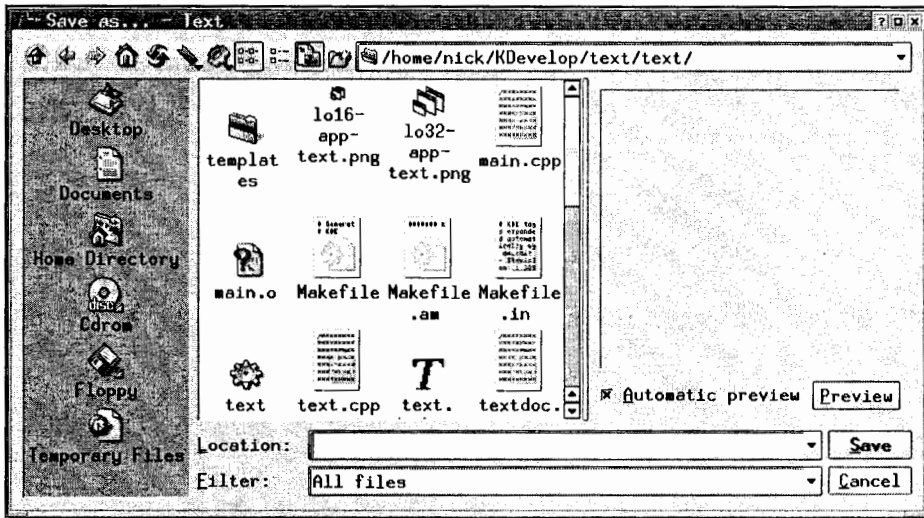 Save as... - Text
/home/nick/KDevelop/text/text/
Desktop
Documents
Home Directory
Cdrom
Floppy
Temporary Files
templat
es
lo16-
app-
text.png
lo32-
app-
text.png
main.cpp
main.o
Makefile
Makefile
.am
Makefile
.in
text
text.cpp
text.
textdoc.
Automatic preview
Preview
Location:
Save
Filter:
All files
Cancel